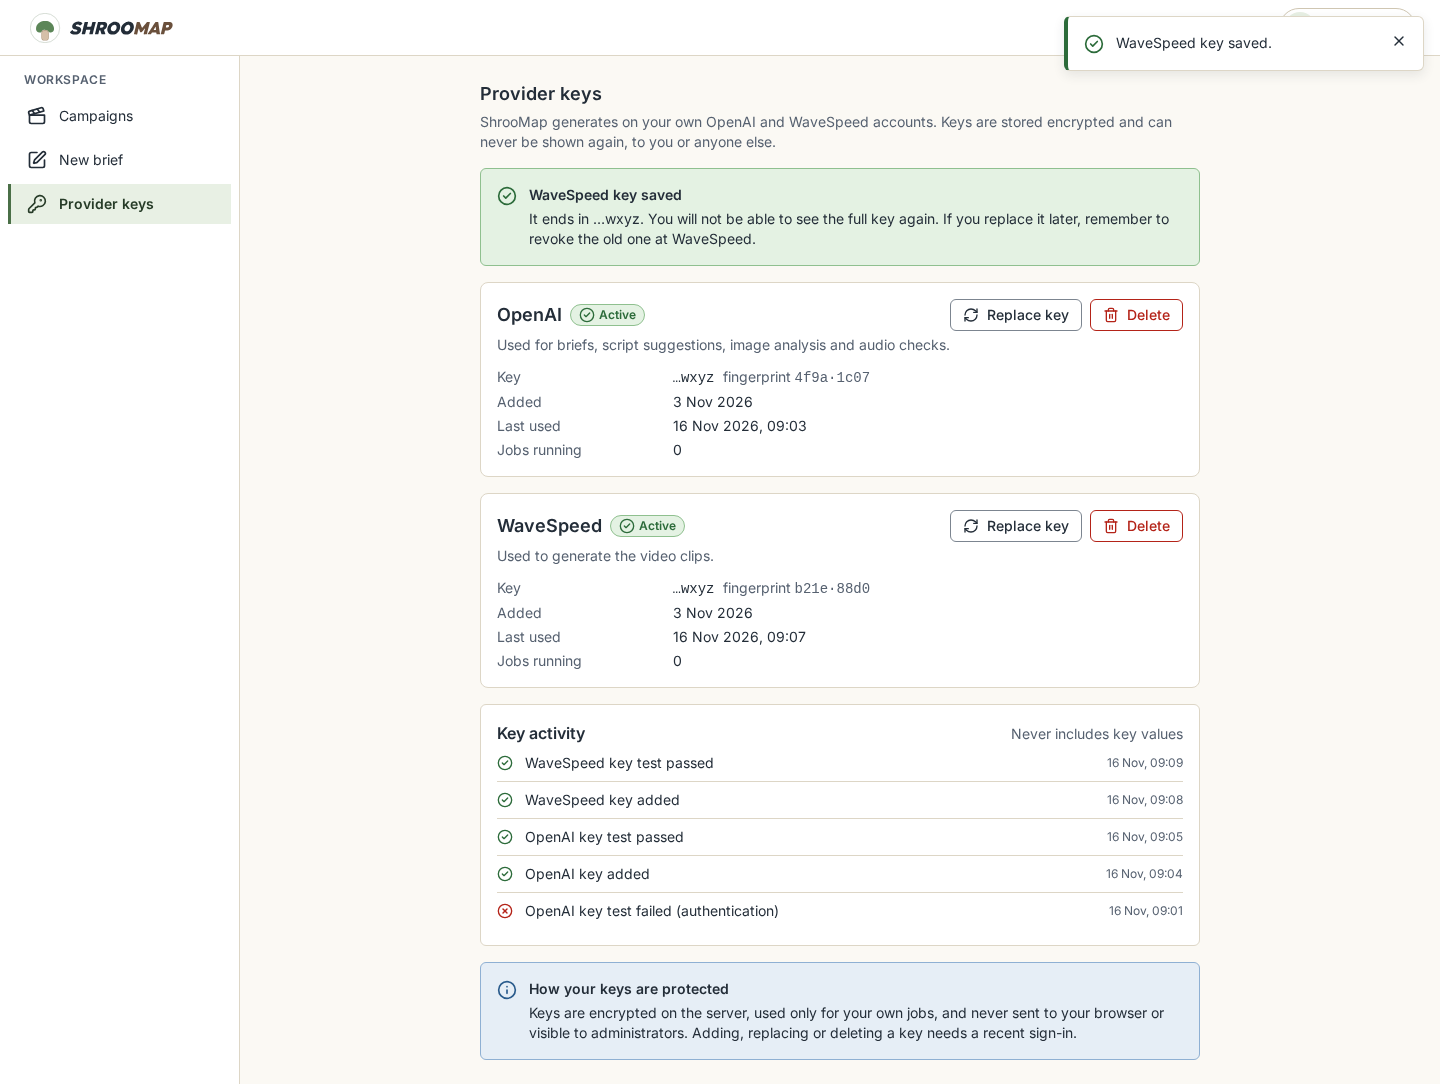 SHROOMAP
WaveSpeed key saved.
WORKSPACE
Campaigns
New brief
Provider keys
Provider keys
ShrooMap generates on your own OpenAI and WaveSpeed accounts. Keys are stored encrypted and can
never be shown again, to you or anyone else.
WaveSpeed key saved
It ends in …wxyz. You will not be able to see the full key again. If you replace it later, remember to
revoke the old one at WaveSpeed.
OpenAI Active Replace key Delete
Used for briefs, script suggestions, image analysis and audio checks.
Key …wxyz fingerprint 4f9a·1c07
Added 3 Nov 2026
Last used 16 Nov 2026, 09:03
Jobs running 0
WaveSpeed Active Replace key Delete
Used to generate the video clips.
Key …wxyz fingerprint b21e·88d0
Added 3 Nov 2026
Last used 16 Nov 2026, 09:07
Jobs running 0
Key activity Never includes key values
WaveSpeed key test passed 16 Nov, 09:09
WaveSpeed key added 16 Nov, 09:08
OpenAI key test passed 16 Nov, 09:05
OpenAI key added 16 Nov, 09:04
OpenAI key test failed (authentication) 16 Nov, 09:01
How your keys are protected
Keys are encrypted on the server, used only for your own jobs, and never sent to your browser or
visible to administrators. Adding, replacing or deleting a key needs a recent sign-in.